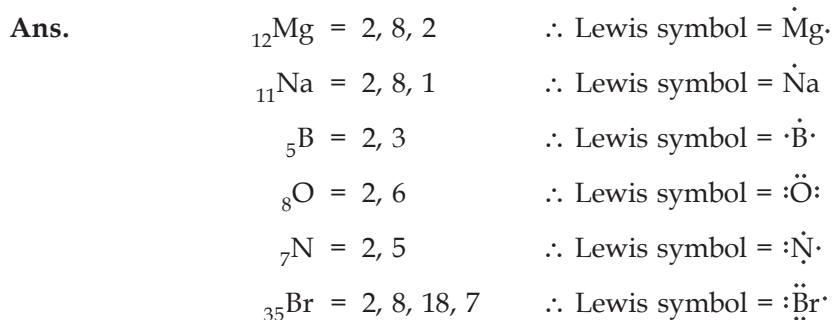 Ans. ₁₂Mg = 2, 8, 2 ∴ Lewis symbol = Ṁg·
₁₁Na = 2, 8, 1 ∴ Lewis symbol = Ṅa
₅B = 2, 3 ∴ Lewis symbol = ·Ḃ·
₈O = 2, 6 ∴ Lewis symbol = :Ö:
₇N = 2, 5 ∴ Lewis symbol = :Ṇ̇·
₃₅Br = 2, 8, 18, 7 ∴ Lewis symbol = :B̤̈r·